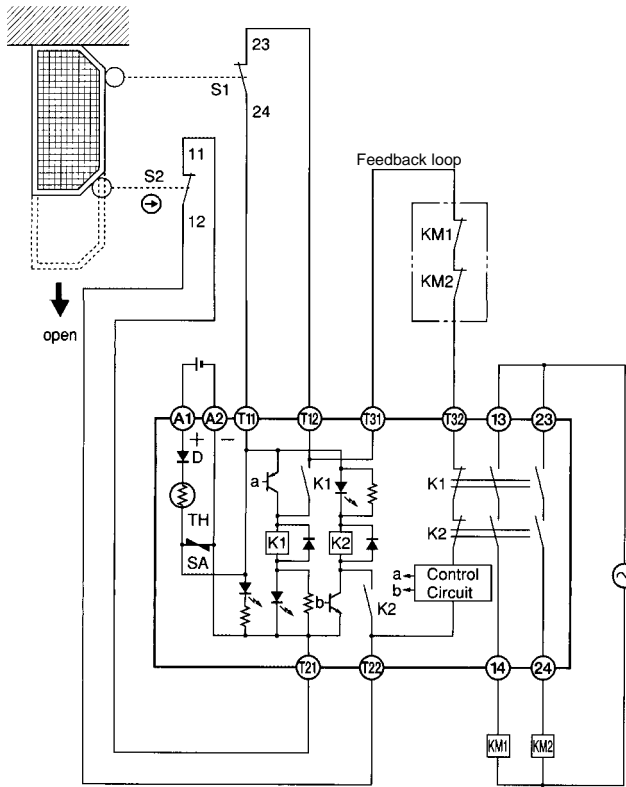 23
S1
24
11
S2
12
open
Feedback loop
KM1
KM2
A1 A2 T11 T12 T31 T32 13 23
+ −
D
TH
SA
a
K1
K1 K2
b
K2
K1
K2
a
b
Control
Circuit
T21 T22 14 24
KM1 KM2